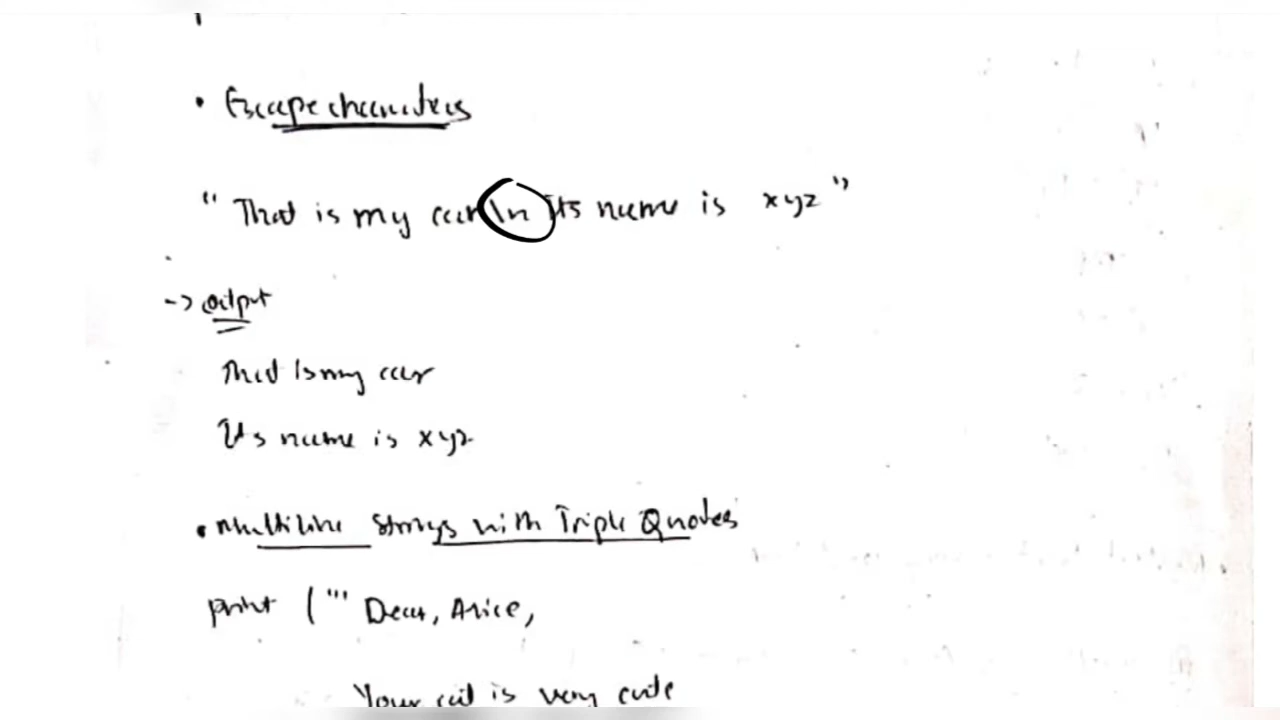 • Escape characters
"That is my car\n Its name is xyz"
-> output
That is my car
Its name is xyz
• Multiline Strings with Triple Quotes
print (''' Dear, Alice,
Your cat is very cute